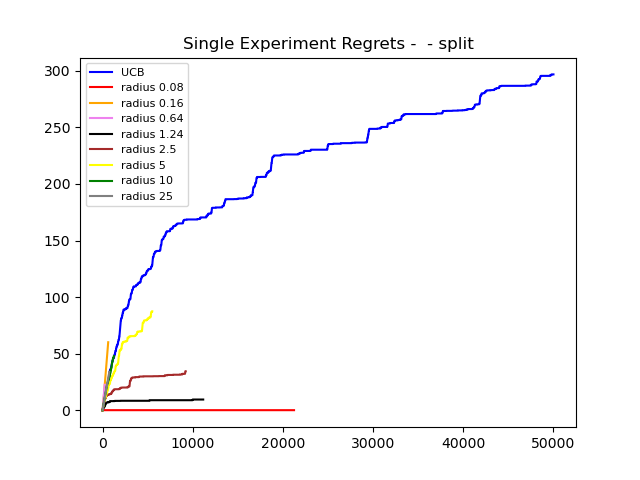 Single Experiment Regrets -  - split
300
250
200
150
100
50
0
UCB
radius 0.08
radius 0.16
radius 0.64
radius 1.24
radius 2.5
radius 5
radius 10
radius 25
0 10000 20000 30000 40000 50000